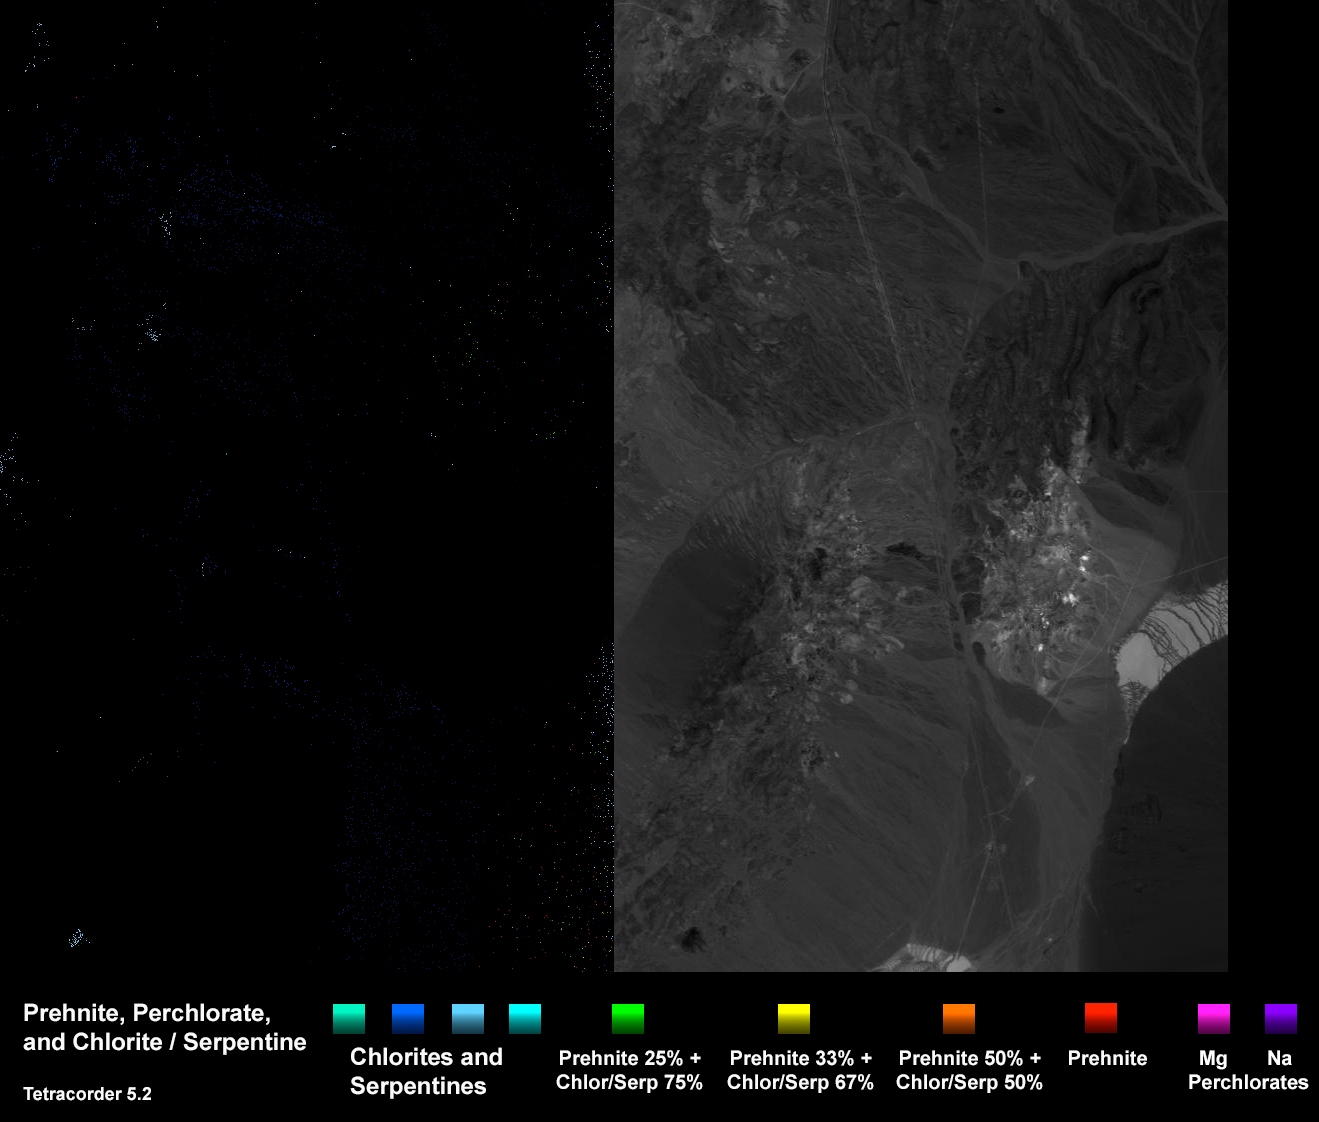 Prehnite, Perchlorate,
and Chlorite / Serpentine
Tetracorder 5.2
Chlorites and
Serpentines
Prehnite 25% +
Chlor/Serp 75%
Prehnite 33% +
Chlor/Serp 67%
Prehnite 50% +
Chlor/Serp 50%
Prehnite
Mg Na
Perchlorates